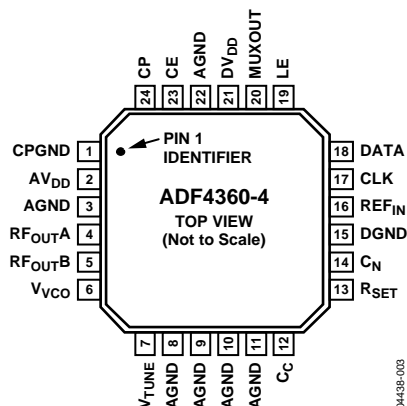 CP
CE
AGND
DVDD
MUXOUT
LE
24
23
22
21
20
19
CPGND 1
AVDD 2
AGND 3
RFOUTA 4
RFOUTB 5
VVCO 6
PIN 1
IDENTIFIER
ADF4360-4
TOP VIEW
(Not to Scale)
18 DATA
17 CLK
16 REFIN
15 DGND
14 CN
13 RSET
7
8
9
10
11
12
VTUNE
AGND
AGND
AGND
AGND
CC
04438-003